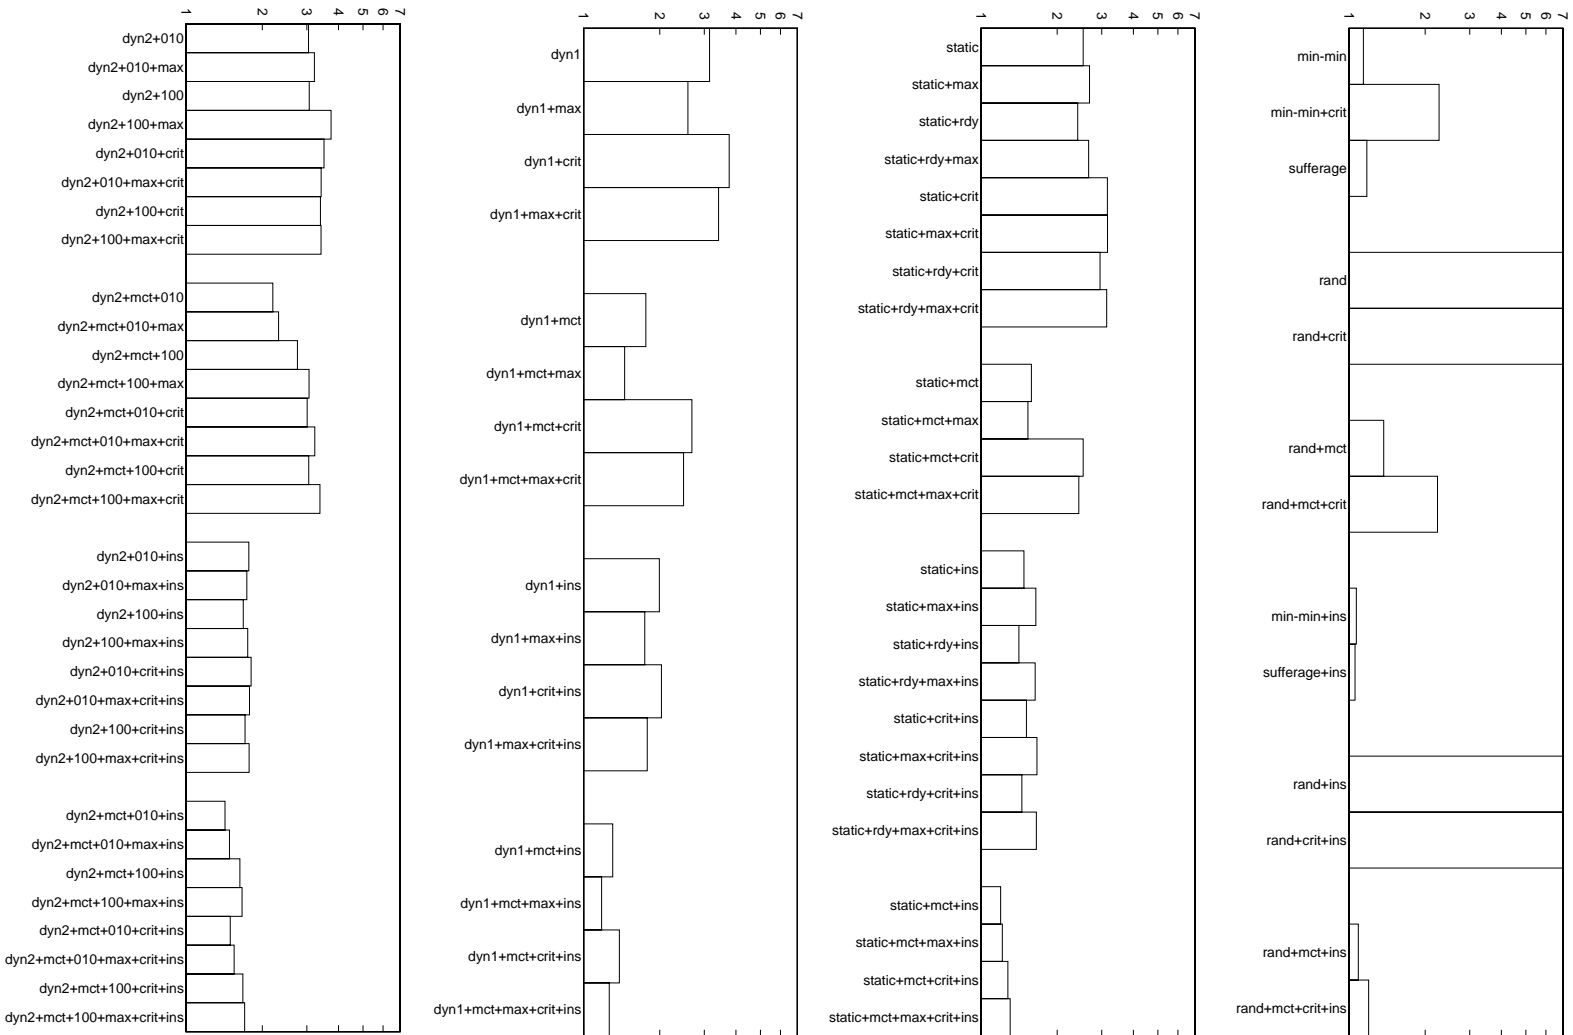 1 2 3 4 5 6 7
dyn2+010
dyn2+010+max
dyn2+100
dyn2+100+max
dyn2+010+crit
dyn2+010+max+crit
dyn2+100+crit
dyn2+100+max+crit
dyn2+mct+010
dyn2+mct+010+max
dyn2+mct+100
dyn2+mct+100+max
dyn2+mct+010+crit
dyn2+mct+010+max+crit
dyn2+mct+100+crit
dyn2+mct+100+max+crit
dyn2+010+ins
dyn2+010+max+ins
dyn2+100+ins
dyn2+100+max+ins
dyn2+010+crit+ins
dyn2+010+max+crit+ins
dyn2+100+crit+ins
dyn2+100+max+crit+ins
dyn2+mct+010+ins
dyn2+mct+010+max+ins
dyn2+mct+100+ins
dyn2+mct+100+max+ins
dyn2+mct+010+crit+ins
dyn2+mct+010+max+crit+ins
dyn2+mct+100+crit+ins
dyn2+mct+100+max+crit+ins
1 2 3 4 5 6 7
dyn1
dyn1+max
dyn1+crit
dyn1+max+crit
dyn1+mct
dyn1+mct+max
dyn1+mct+crit
dyn1+mct+max+crit
dyn1+ins
dyn1+max+ins
dyn1+crit+ins
dyn1+max+crit+ins
dyn1+mct+ins
dyn1+mct+max+ins
dyn1+mct+crit+ins
dyn1+mct+max+crit+ins
1 2 3 4 5 6 7
static
static+max
static+rdy
static+rdy+max
static+crit
static+max+crit
static+rdy+crit
static+rdy+max+crit
static+mct
static+mct+max
static+mct+crit
static+mct+max+crit
static+ins
static+max+ins
static+rdy+ins
static+rdy+max+ins
static+crit+ins
static+max+crit+ins
static+rdy+crit+ins
static+rdy+max+crit+ins
static+mct+ins
static+mct+max+ins
static+mct+crit+ins
static+mct+max+crit+ins
1 2 3 4 5 6 7
min-min
min-min+crit
sufferage
rand
rand+crit
rand+mct
rand+mct+crit
min-min+ins
sufferage+ins
rand+ins
rand+crit+ins
rand+mct+ins
rand+mct+crit+ins